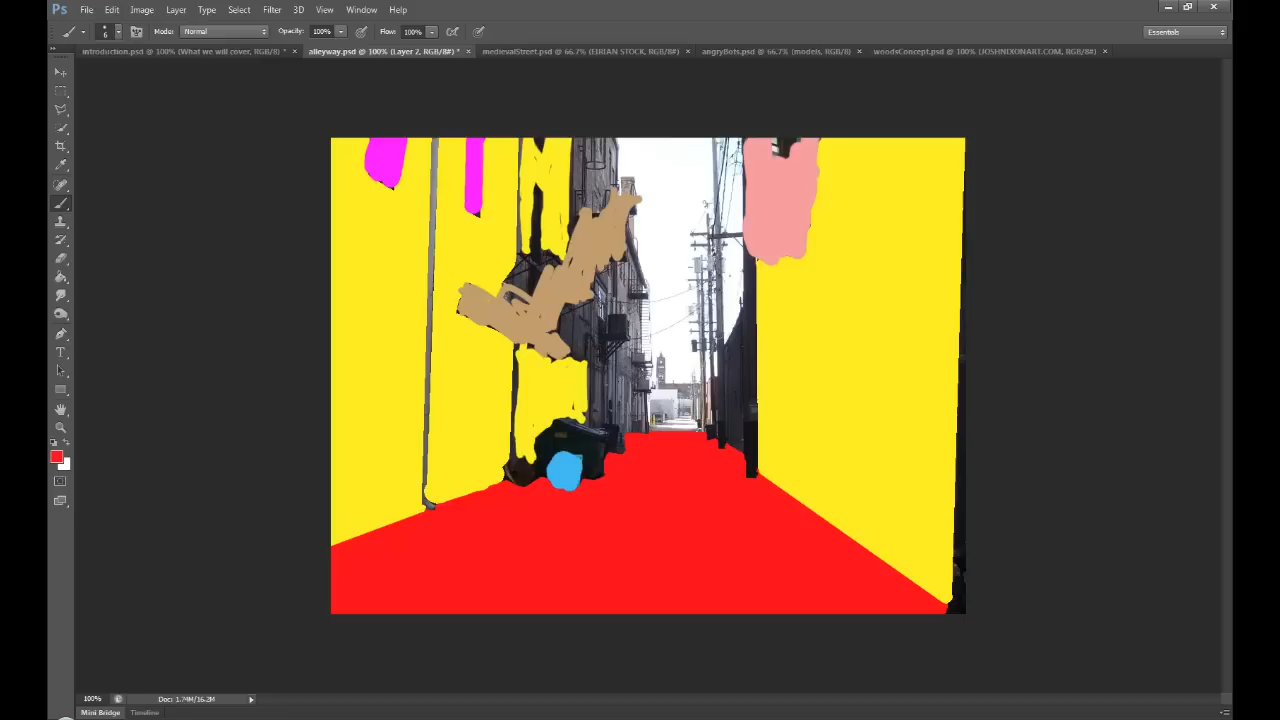 Ps File Edit Image Layer Type Select Filter 3D View Window Help
6 Mode: Normal Opacity: 100% Flow: 100% Essentials
introduction.psd @ 100% (What we will cover, RGB/8) * × alleyway.psd @ 100% (Layer 2, RGB/8#) * × medievalStreet.psd @ 66.7% (EIRIAN STOCK, RGB/8#) × angryBots.psd @ 66.7% (models, RGB/8) × woodsConcept.psd @ 100% (JOSHNIXONART.COM, RGB/8#) ×
T
100% Doc: 1.74M/16.2M
Mini Bridge Timeline